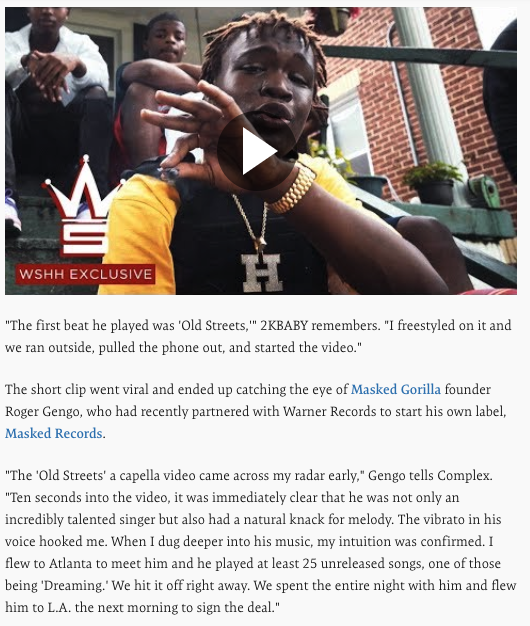 WS
WSHH EXCLUSIVE
H
"The first beat he played was 'Old Streets,'" 2KBABY remembers. "I freestyled on it and
we ran outside, pulled the phone out, and started the video."
The short clip went viral and ended up catching the eye of Masked Gorilla founder
Roger Gengo, who had recently partnered with Warner Records to start his own label,
Masked Records.
"The 'Old Streets' a capella video came across my radar early," Gengo tells Complex.
"Ten seconds into the video, it was immediately clear that he was not only an
incredibly talented singer but also had a natural knack for melody. The vibrato in his
voice hooked me. When I dug deeper into his music, my intuition was confirmed. I
flew to Atlanta to meet him and he played at least 25 unreleased songs, one of those
being 'Dreaming.' We hit it off right away. We spent the entire night with him and flew
him to L.A. the next morning to sign the deal."